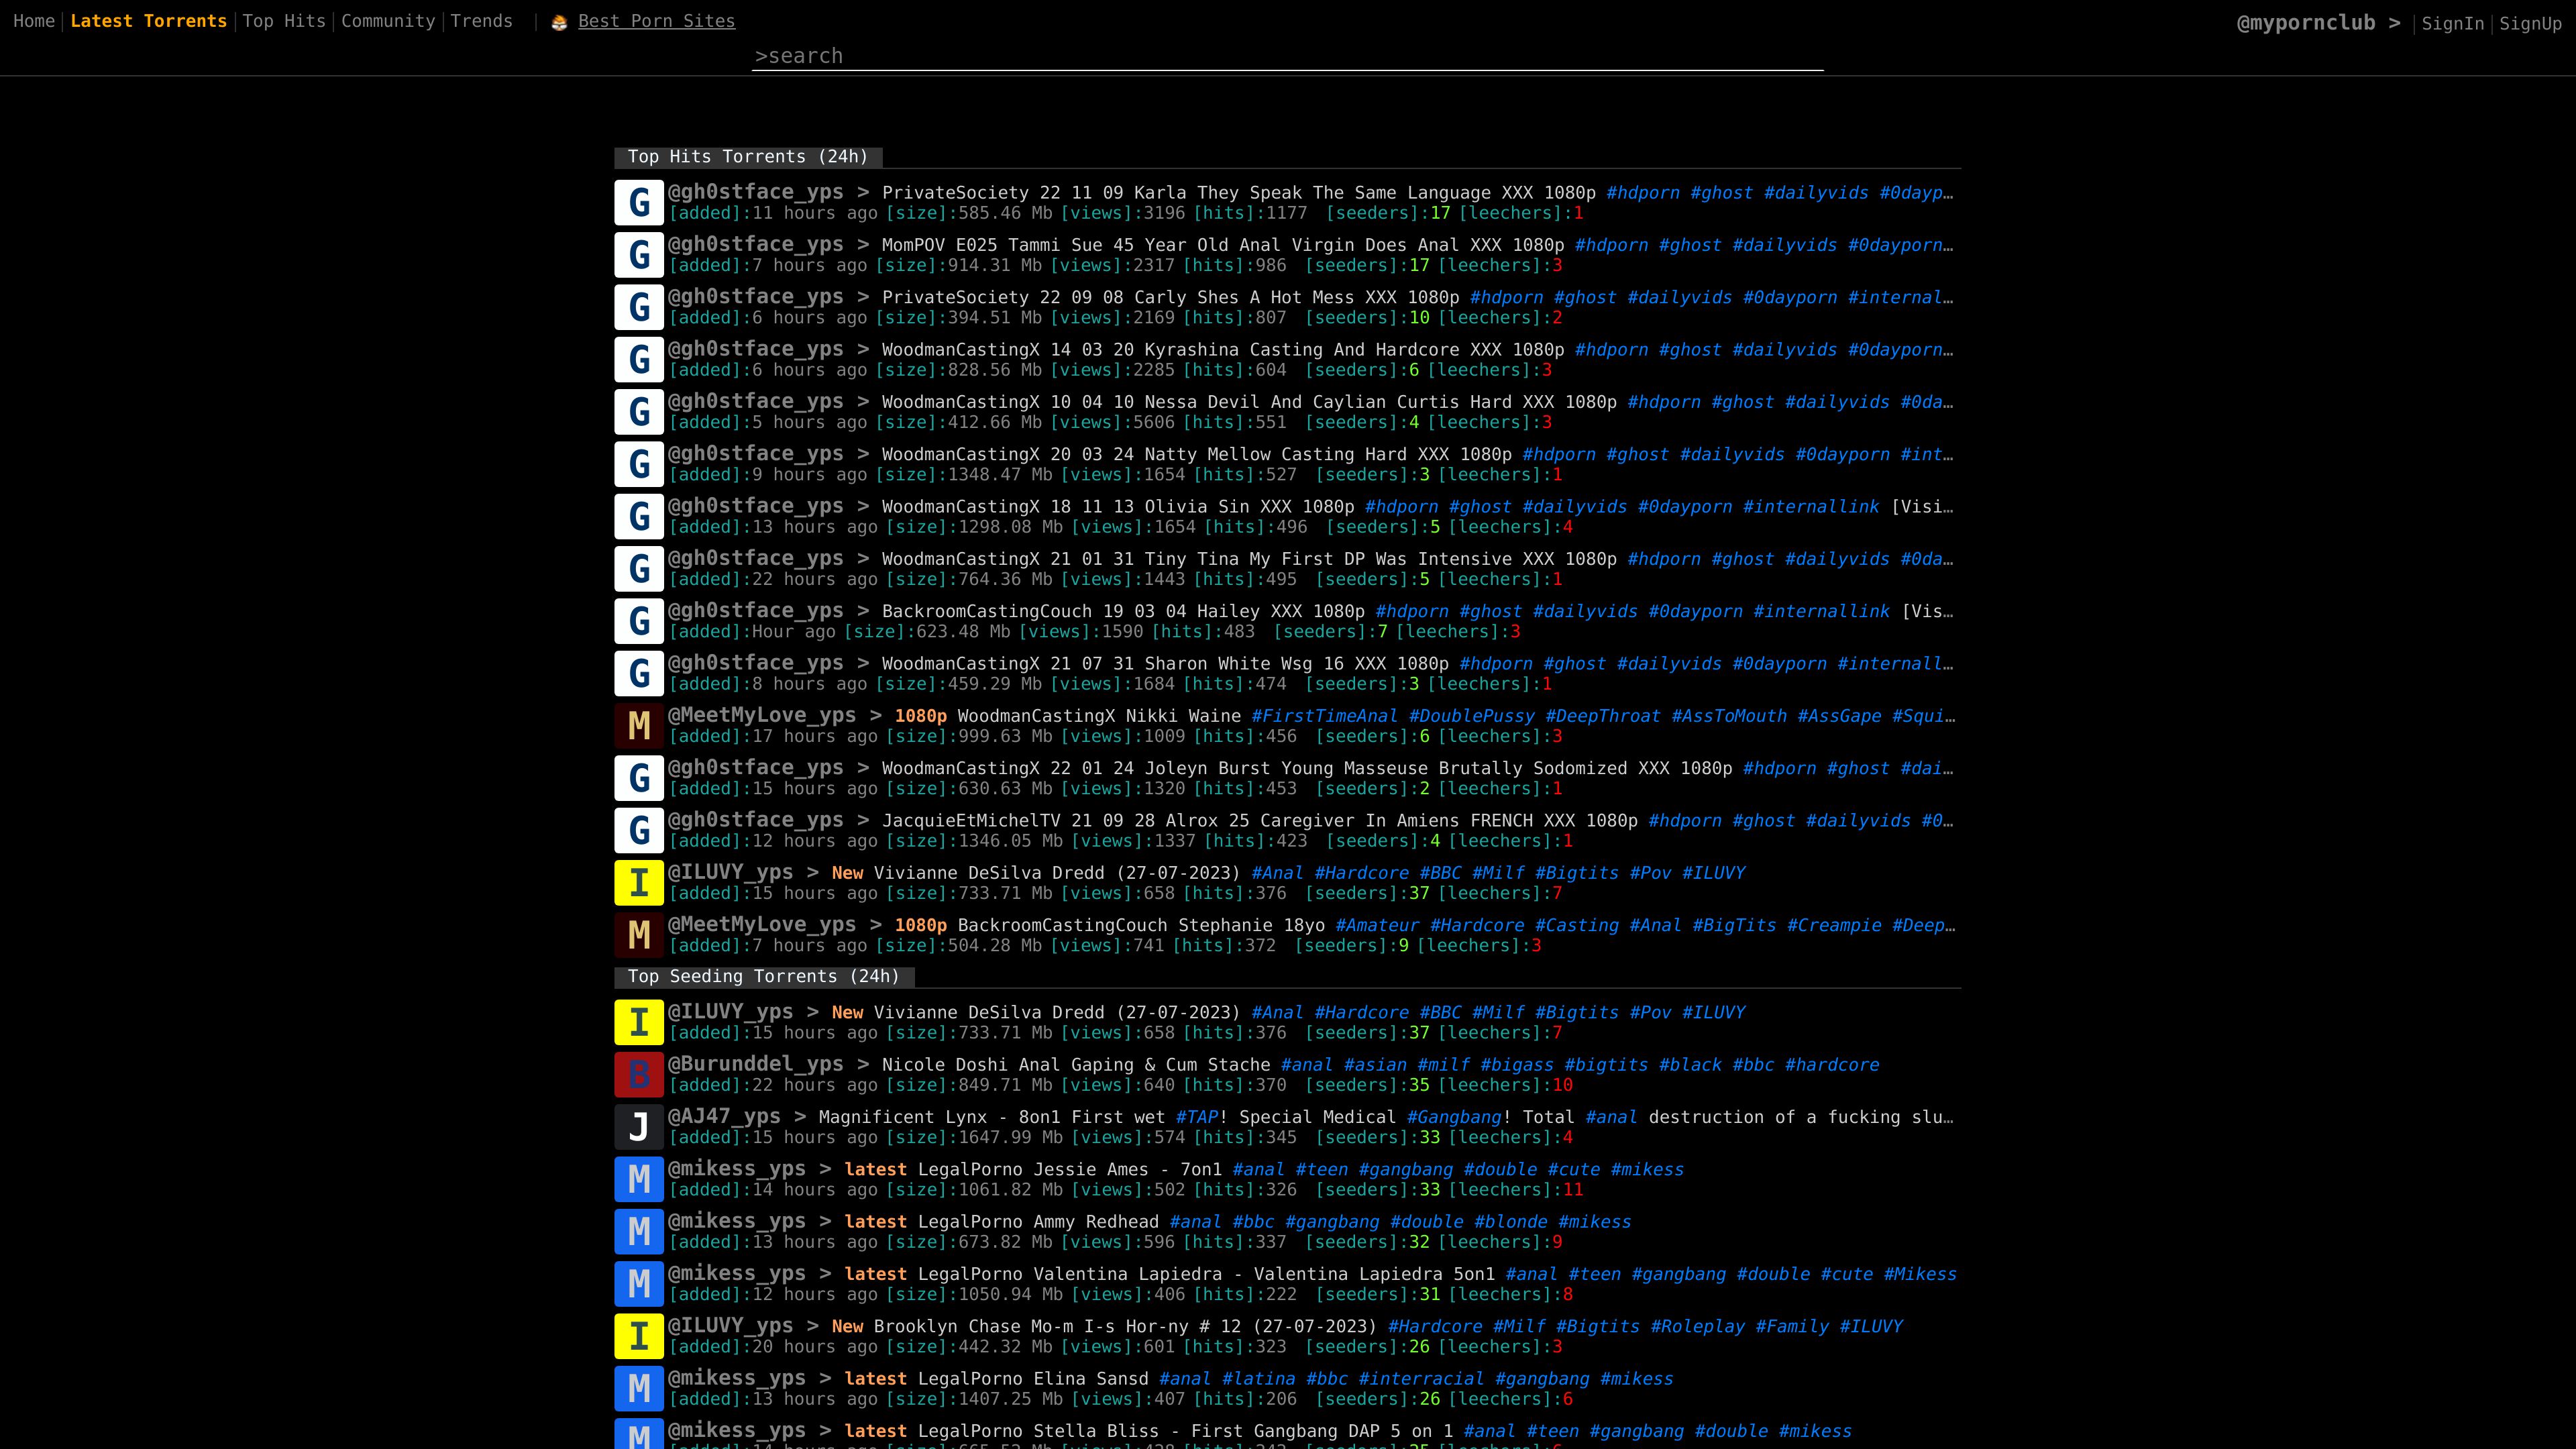 Home Latest Torrents Top Hits Community Trends Best Porn Sites @mypornclub > SignIn SignUp
>search
Top Hits Torrents (24h)
G @gh0stface_yps > PrivateSociety 22 11 09 Karla They Speak The Same Language XXX 1080p #hdporn #ghost #dailyvids #0dayp…
[added]:11 hours ago [size]:585.46 Mb [views]:3196 [hits]:1177 [seeders]:17 [leechers]:1
G @gh0stface_yps > MomPOV E025 Tammi Sue 45 Year Old Anal Virgin Does Anal XXX 1080p #hdporn #ghost #dailyvids #0dayporn…
[added]:7 hours ago [size]:914.31 Mb [views]:2317 [hits]:986 [seeders]:17 [leechers]:3
G @gh0stface_yps > PrivateSociety 22 09 08 Carly Shes A Hot Mess XXX 1080p #hdporn #ghost #dailyvids #0dayporn #internal…
[added]:6 hours ago [size]:394.51 Mb [views]:2169 [hits]:807 [seeders]:10 [leechers]:2
G @gh0stface_yps > WoodmanCastingX 14 03 20 Kyrashina Casting And Hardcore XXX 1080p #hdporn #ghost #dailyvids #0dayporn…
[added]:6 hours ago [size]:828.56 Mb [views]:2285 [hits]:604 [seeders]:6 [leechers]:3
G @gh0stface_yps > WoodmanCastingX 10 04 10 Nessa Devil And Caylian Curtis Hard XXX 1080p #hdporn #ghost #dailyvids #0da…
[added]:5 hours ago [size]:412.66 Mb [views]:5606 [hits]:551 [seeders]:4 [leechers]:3
G @gh0stface_yps > WoodmanCastingX 20 03 24 Natty Mellow Casting Hard XXX 1080p #hdporn #ghost #dailyvids #0dayporn #int…
[added]:9 hours ago [size]:1348.47 Mb [views]:1654 [hits]:527 [seeders]:3 [leechers]:1
G @gh0stface_yps > WoodmanCastingX 18 11 13 Olivia Sin XXX 1080p #hdporn #ghost #dailyvids #0dayporn #internallink [Visi…
[added]:13 hours ago [size]:1298.08 Mb [views]:1654 [hits]:496 [seeders]:5 [leechers]:4
G @gh0stface_yps > WoodmanCastingX 21 01 31 Tiny Tina My First DP Was Intensive XXX 1080p #hdporn #ghost #dailyvids #0da…
[added]:22 hours ago [size]:764.36 Mb [views]:1443 [hits]:495 [seeders]:5 [leechers]:1
G @gh0stface_yps > BackroomCastingCouch 19 03 04 Hailey XXX 1080p #hdporn #ghost #dailyvids #0dayporn #internallink [Vis…
[added]:Hour ago [size]:623.48 Mb [views]:1590 [hits]:483 [seeders]:7 [leechers]:3
G @gh0stface_yps > WoodmanCastingX 21 07 31 Sharon White Wsg 16 XXX 1080p #hdporn #ghost #dailyvids #0dayporn #internall…
[added]:8 hours ago [size]:459.29 Mb [views]:1684 [hits]:474 [seeders]:3 [leechers]:1
M @MeetMyLove_yps > 1080p WoodmanCastingX Nikki Waine #FirstTimeAnal #DoublePussy #DeepThroat #AssToMouth #AssGape #Squi…
[added]:17 hours ago [size]:999.63 Mb [views]:1009 [hits]:456 [seeders]:6 [leechers]:3
G @gh0stface_yps > WoodmanCastingX 22 01 24 Joleyn Burst Young Masseuse Brutally Sodomized XXX 1080p #hdporn #ghost #dai…
[added]:15 hours ago [size]:630.63 Mb [views]:1320 [hits]:453 [seeders]:2 [leechers]:1
G @gh0stface_yps > JacquieEtMichelTV 21 09 28 Alrox 25 Caregiver In Amiens FRENCH XXX 1080p #hdporn #ghost #dailyvids #0…
[added]:12 hours ago [size]:1346.05 Mb [views]:1337 [hits]:423 [seeders]:4 [leechers]:1
I @ILUVY_yps > New Vivianne DeSilva Dredd (27-07-2023) #Anal #Hardcore #BBC #Milf #Bigtits #Pov #ILUVY
[added]:15 hours ago [size]:733.71 Mb [views]:658 [hits]:376 [seeders]:37 [leechers]:7
M @MeetMyLove_yps > 1080p BackroomCastingCouch Stephanie 18yo #Amateur #Hardcore #Casting #Anal #BigTits #Creampie #Deep…
[added]:7 hours ago [size]:504.28 Mb [views]:741 [hits]:372 [seeders]:9 [leechers]:3
Top Seeding Torrents (24h)
I @ILUVY_yps > New Vivianne DeSilva Dredd (27-07-2023) #Anal #Hardcore #BBC #Milf #Bigtits #Pov #ILUVY
[added]:15 hours ago [size]:733.71 Mb [views]:658 [hits]:376 [seeders]:37 [leechers]:7
B @Burunddel_yps > Nicole Doshi Anal Gaping & Cum Stache #anal #asian #milf #bigass #bigtits #black #bbc #hardcore
[added]:22 hours ago [size]:849.71 Mb [views]:640 [hits]:370 [seeders]:35 [leechers]:10
J @AJ47_yps > Magnificent Lynx - 8on1 First wet #TAP! Special Medical #Gangbang! Total #anal destruction of a fucking slu…
[added]:15 hours ago [size]:1647.99 Mb [views]:574 [hits]:345 [seeders]:33 [leechers]:4
M @mikess_yps > latest LegalPorno Jessie Ames - 7on1 #anal #teen #gangbang #double #cute #mikess
[added]:14 hours ago [size]:1061.82 Mb [views]:502 [hits]:326 [seeders]:33 [leechers]:11
M @mikess_yps > latest LegalPorno Ammy Redhead #anal #bbc #gangbang #double #blonde #mikess
[added]:13 hours ago [size]:673.82 Mb [views]:596 [hits]:337 [seeders]:32 [leechers]:9
M @mikess_yps > latest LegalPorno Valentina Lapiedra - Valentina Lapiedra 5on1 #anal #teen #gangbang #double #cute #Mikess
[added]:12 hours ago [size]:1050.94 Mb [views]:406 [hits]:222 [seeders]:31 [leechers]:8
I @ILUVY_yps > New Brooklyn Chase Mo-m I-s Hor-ny # 12 (27-07-2023) #Hardcore #Milf #Bigtits #Roleplay #Family #ILUVY
[added]:20 hours ago [size]:442.32 Mb [views]:601 [hits]:323 [seeders]:26 [leechers]:3
M @mikess_yps > latest LegalPorno Elina Sansd #anal #latina #bbc #interracial #gangbang #mikess
[added]:13 hours ago [size]:1407.25 Mb [views]:407 [hits]:206 [seeders]:26 [leechers]:6
M @mikess_yps > latest LegalPorno Stella Bliss - First Gangbang DAP 5 on 1 #anal #teen #gangbang #double #mikess